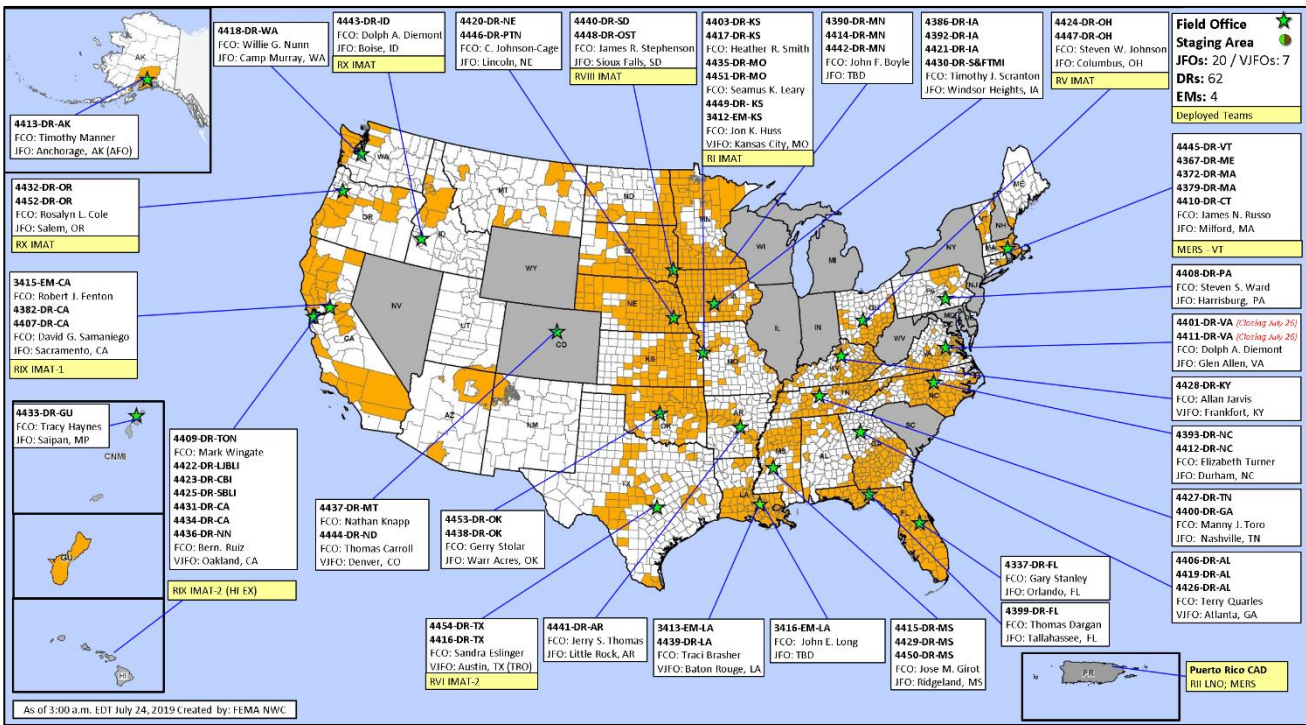 4418-DR-WA
FCO: Willie G. Nunn
JFO: Camp Murray, WA
4443-DR-ID
FCO: Dolph A. Diemont
JFO: Boise, ID
RX IMAT
4420-DR-NE
4446-DR-PTN
FCO: C. Johnson-Cage
JFO: Lincoln, NE
4440-DR-SD
4448-DR-OST
FCO: James R. Stephenson
JFO: Sioux Falls, SD
RVIII IMAT
4403-DR-KS
4417-DR-KS
FCO: Heather R. Smith
4435-DR-MO
4451-DR-MO
FCO: Seamus K. Leary
4449-DR- KS
3412-EM-KS
FCO: Jon K. Huss
VJFO: Kansas City, MO
RI IMAT
4390-DR-MN
4414-DR-MN
4442-DR-MN
FCO: John F. Boyle
JFO: TBD
4386-DR-IA
4392-DR-IA
4421-DR-IA
4430-DR-S&FTMI
FCO: Timothy J. Scranton
JFO: Windsor Heights, IA
4424-DR-OH
4447-DR-OH
FCO: Steven W. Johnson
JFO: Columbus, OH
RV IMAT
Field Office
Staging Area
JFOs: 20 / VJFOs: 7
DRs: 62
EMs: 4
Deployed Teams
AK
4413-DR-AK
FCO: Timothy Manner
JFO: Anchorage, AK (AFO)
4432-DR-OR
4452-DR-OR
FCO: Rosalyn L. Cole
JFO: Salem, OR
RX IMAT
3415-EM-CA
FCO: Robert J. Fenton
4382-DR-CA
4407-DR-CA
FCO: David G. Samaniego
JFO: Sacramento, CA
RIX IMAT-1
4433-DR-GU
FCO: Tracy Haynes
JFO: Saipan, MP
CNMI
GU
HI
4409-DR-TON
FCO: Mark Wingate
4422-DR-LJBLI
4423-DR-CBI
4425-DR-SBLI
4431-DR-CA
4434-DR-CA
4436-DR-NN
FCO: Bern. Ruiz
VJFO: Oakland, CA
RIX IMAT-2 (HI EX)
4437-DR-MT
FCO: Nathan Knapp
4444-DR-ND
FCO: Thomas Carroll
VJFO: Denver, CO
4453-DR-OK
4438-DR-OK
FCO: Gerry Stolar
JFO: Warr Acres, OK
4454-DR-TX
4416-DR-TX
FCO: Sandra Eslinger
VJFO: Austin, TX (TRO)
RVI IMAT-2
4441-DR-AR
FCO: Jerry S. Thomas
JFO: Little Rock, AR
3413-EM-LA
4439-DR-LA
FCO: Traci Brasher
VJFO: Baton Rouge, LA
3416-EM-LA
FCO: John E. Long
JFO: TBD
4415-DR-MS
4429-DR-MS
4450-DR-MS
FCO: Jose M. Girot
JFO: Ridgeland, MS
4337-DR-FL
FCO: Gary Stanley
JFO: Orlando, FL
4399-DR-FL
FCO: Thomas Dargan
JFO: Tallahassee, FL
4445-DR-VT
4367-DR-ME
4372-DR-MA
4379-DR-MA
4410-DR-CT
FCO: James N. Russo
JFO: Milford, MA
MERS - VT
4408-DR-PA
FCO: Steven S. Ward
JFO: Harrisburg, PA
4401-DR-VA (Closing July 26)
4411-DR-VA (Closing July 26)
FCO: Dolph A. Diemont
JFO: Glen Allen, VA
4428-DR-KY
FCO: Allan Jarvis
VJFO: Frankfort, KY
4393-DR-NC
4412-DR-NC
FCO: Elizabeth Turner
JFO: Durham, NC
4427-DR-TN
4400-DR-GA
FCO: Manny J. Toro
JFO: Nashville, TN
4406-DR-AL
4419-DR-AL
4426-DR-AL
FCO: Terry Quarles
VJFO: Atlanta, GA
PR
Puerto Rico CAD
RII LNO; MERS
WA
MT
ND
MN
ME
VT
NH
OR
ID
WY
SD
WI
MI
NY
MA
CT
NV
UT
CO
NE
IA
IL
IN
OH
PA
NJ
WV
VA
CA
AZ
NM
KS
MO
KY
TN
NC
SC
OK
AR
MS
AL
GA
TX
LA
FL
As of 3:00 a.m. EDT July 24, 2019 Created by: FEMA NWC